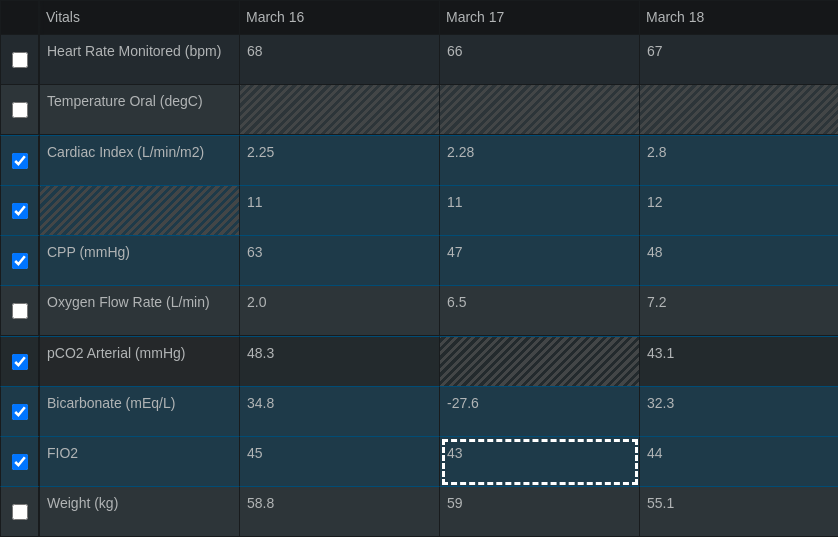 Vitals March 16 March 17 March 18
Heart Rate Monitored (bpm) 68 66 67
Temperature Oral (degC)
Cardiac Index (L/min/m2) 2.25 2.28 2.8
11 11 12
CPP (mmHg) 63 47 48
Oxygen Flow Rate (L/min) 2.0 6.5 7.2
pCO2 Arterial (mmHg) 48.3 43.1
Bicarbonate (mEq/L) 34.8 -27.6 32.3
FIO2 45 43 44
Weight (kg) 58.8 59 55.1